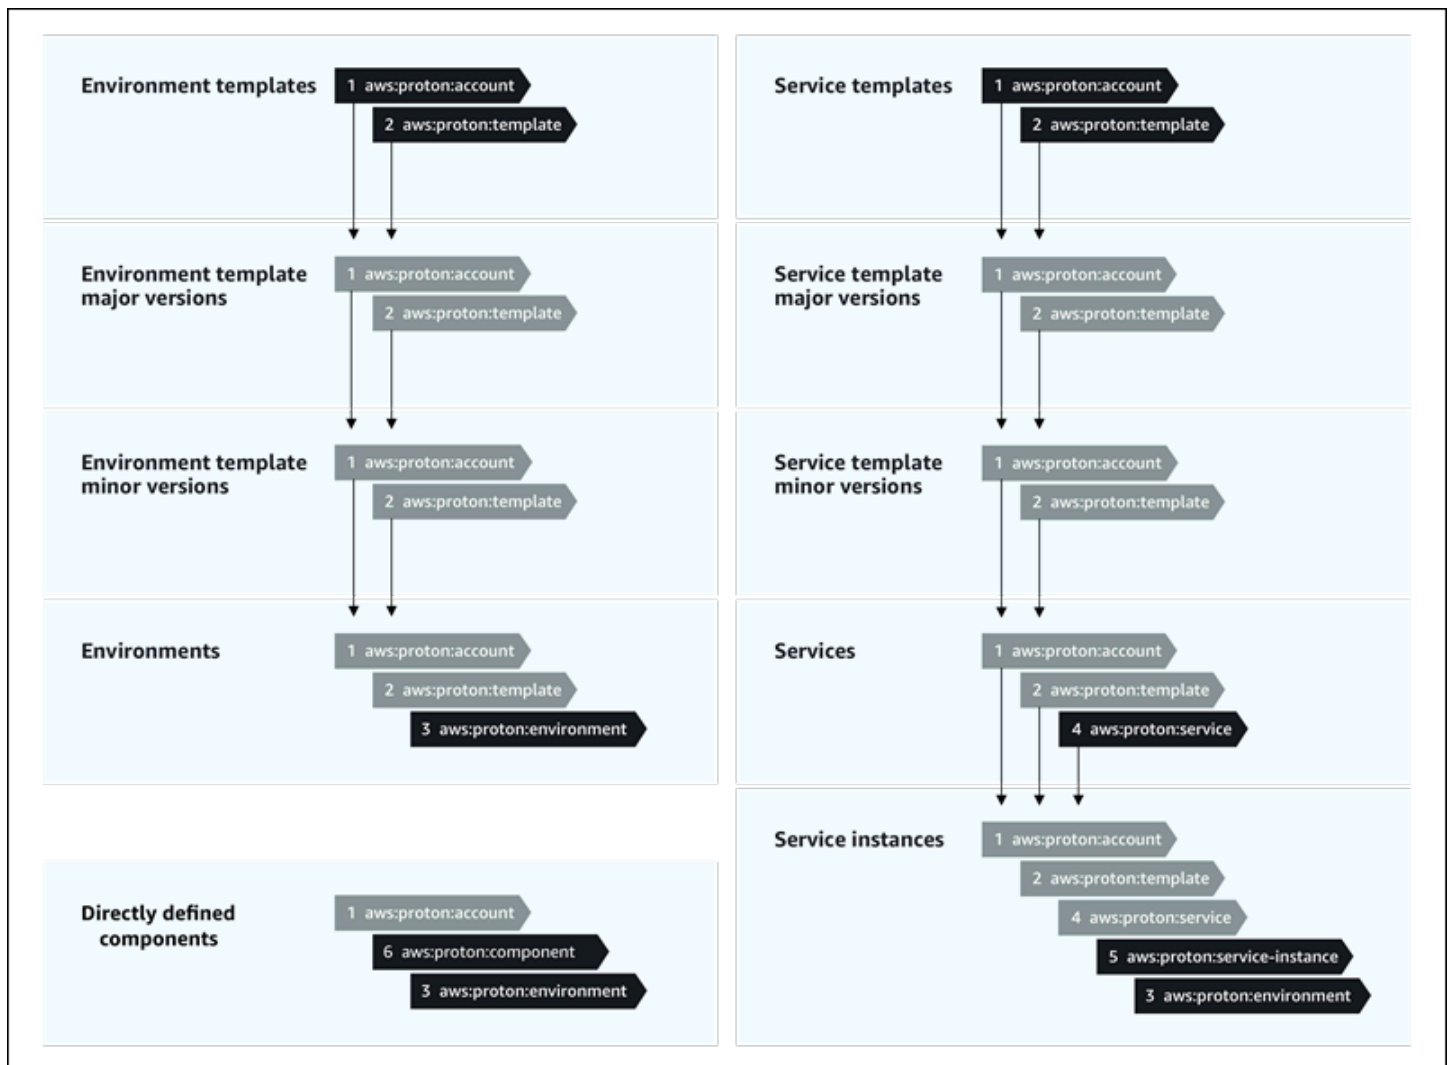 Environment templates
1 aws:proton:account
2 aws:proton:template
Environment template
major versions
1 aws:proton:account
2 aws:proton:template
Environment template
minor versions
1 aws:proton:account
2 aws:proton:template
Environments
1 aws:proton:account
2 aws:proton:template
3 aws:proton:environment
Directly defined
components
1 aws:proton:account
6 aws:proton:component
3 aws:proton:environment
Service templates
1 aws:proton:account
2 aws:proton:template
Service template
major versions
1 aws:proton:account
2 aws:proton:template
Service template
minor versions
1 aws:proton:account
2 aws:proton:template
Services
1 aws:proton:account
2 aws:proton:template
4 aws:proton:service
Service instances
1 aws:proton:account
2 aws:proton:template
4 aws:proton:service
5 aws:proton:service-instance
3 aws:proton:environment